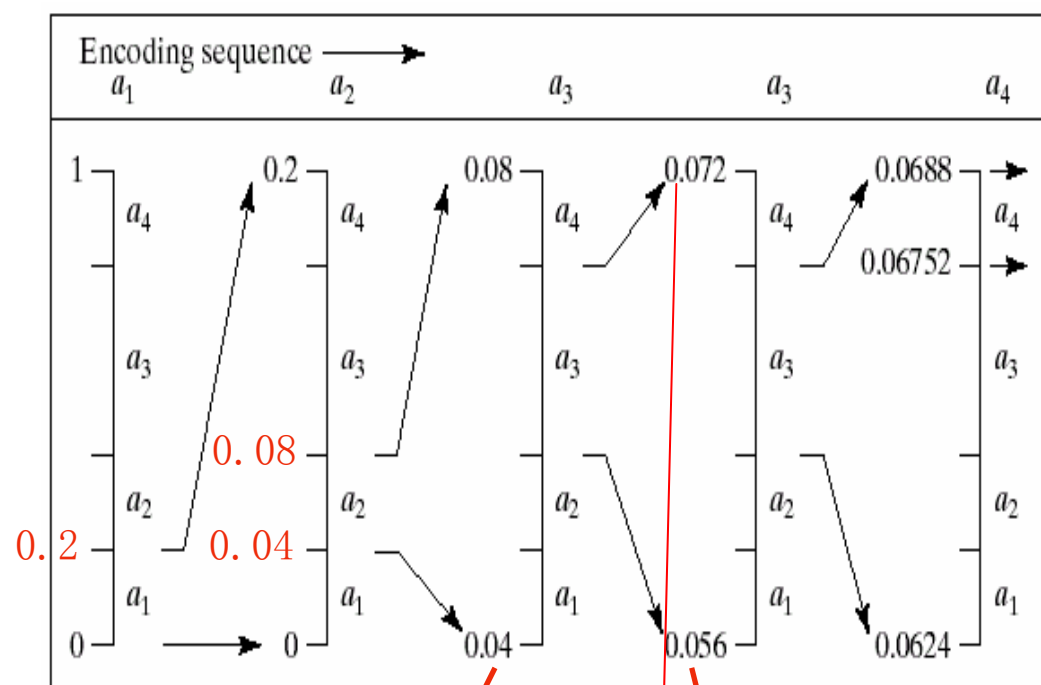 Encoding sequence
a1 a2 a3 a3 a4
1 0.2 0.08 0.072 0.0688
a4 a4 a4 a4 a4
0.06752
a3 a3 a3 a3 a3
0.08
a2 a2 a2 a2 a2
0.2 0.04
a1 a1 a1 a1 a1
0 0 0.04 0.056 0.0624